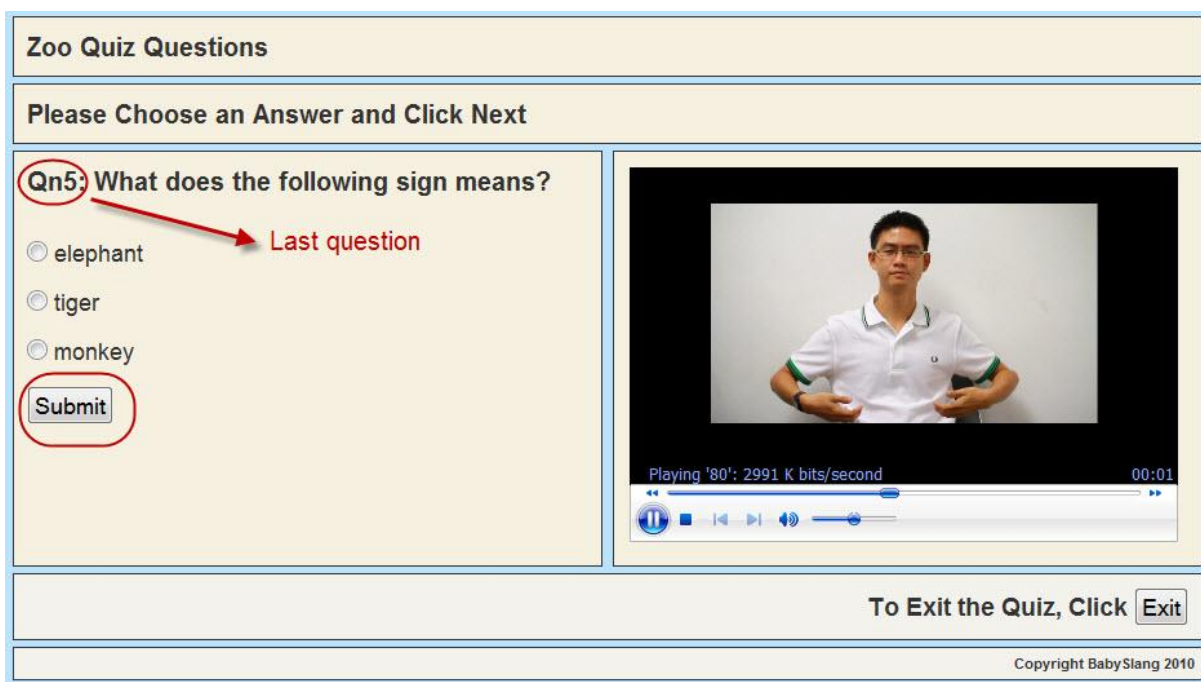 Zoo Quiz Questions
Please Choose an Answer and Click Next
Qn5: What does the following sign means?
Last question
elephant
tiger
monkey
Submit
Playing '80': 2991 K bits/second
00:01
To Exit the Quiz, Click Exit
Copyright BabySlang 2010